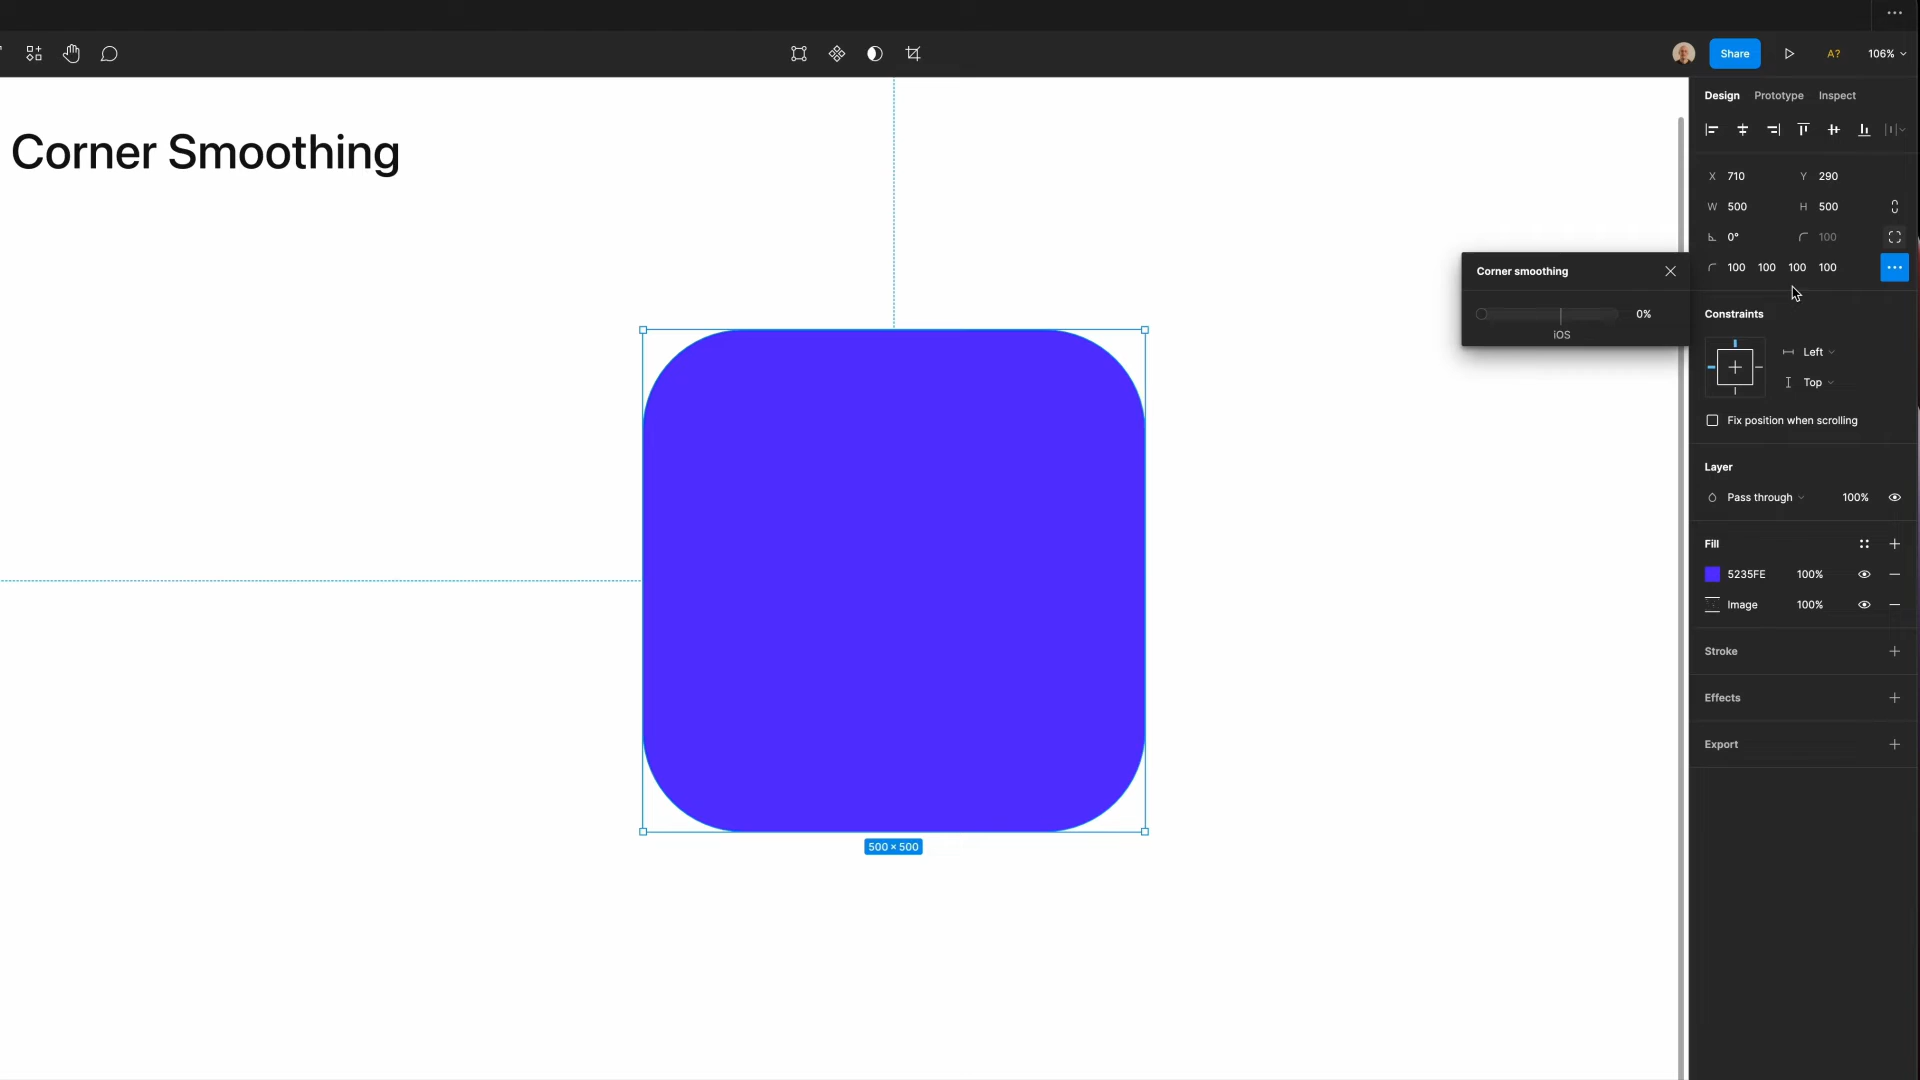 Share
A?
106%
Design Prototype Inspect
Corner Smoothing
X 710 Y 290
W 500 H 500
0° 100
100 100 100 100
Corner smoothing
0%
iOS
Constraints
Left
Top
Fix position when scrolling
Layer
Pass through 100%
Fill
5235FE 100%
Image 100%
Stroke
Effects
Export
500 × 500